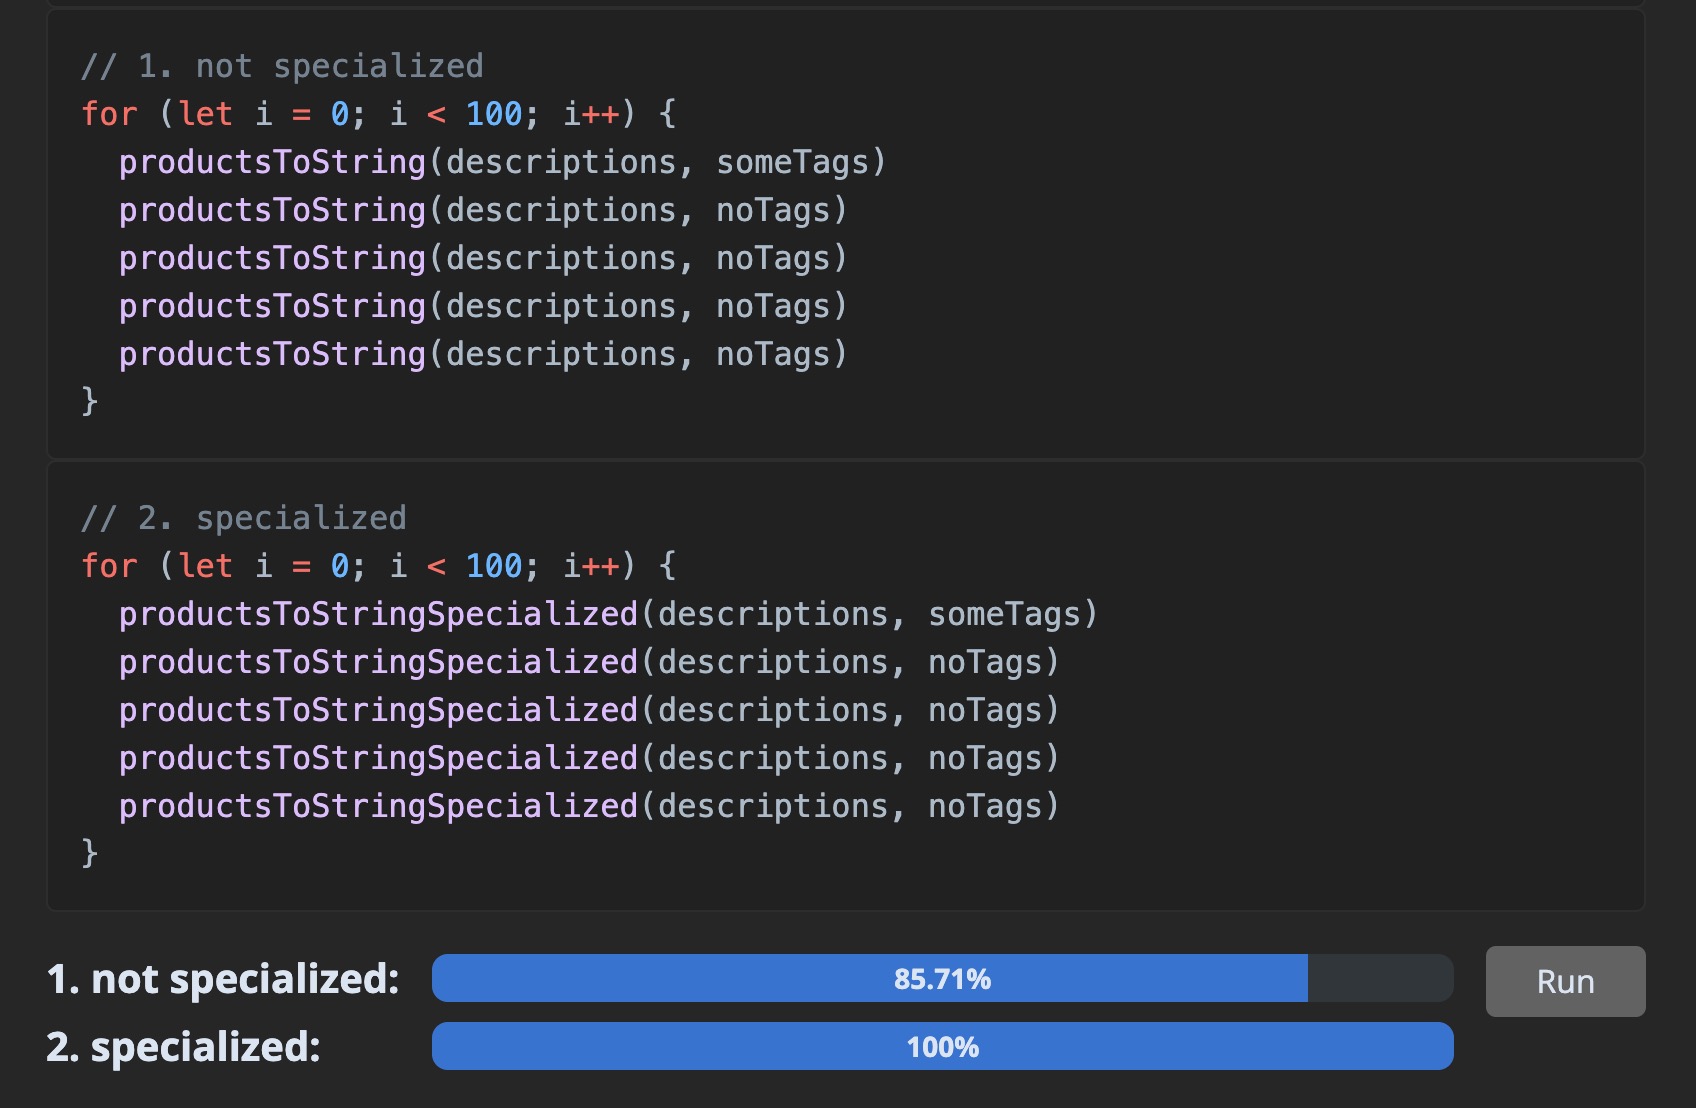 // 1. not specialized
for (let i = 0; i < 100; i++) {
  productsToString(descriptions, someTags)
  productsToString(descriptions, noTags)
  productsToString(descriptions, noTags)
  productsToString(descriptions, noTags)
  productsToString(descriptions, noTags)
}
// 2. specialized
for (let i = 0; i < 100; i++) {
  productsToStringSpecialized(descriptions, someTags)
  productsToStringSpecialized(descriptions, noTags)
  productsToStringSpecialized(descriptions, noTags)
  productsToStringSpecialized(descriptions, noTags)
  productsToStringSpecialized(descriptions, noTags)
}
1. not specialized: 85.71% Run
2. specialized: 100%